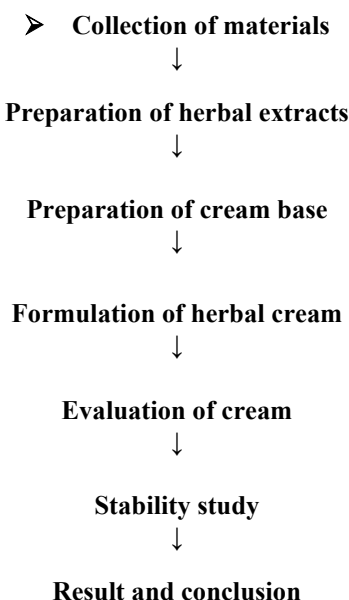 ➤ Collection of materials
↓
Preparation of herbal extracts
↓
Preparation of cream base
↓
Formulation of herbal cream
↓
Evaluation of cream
↓
Stability study
↓
Result and conclusion